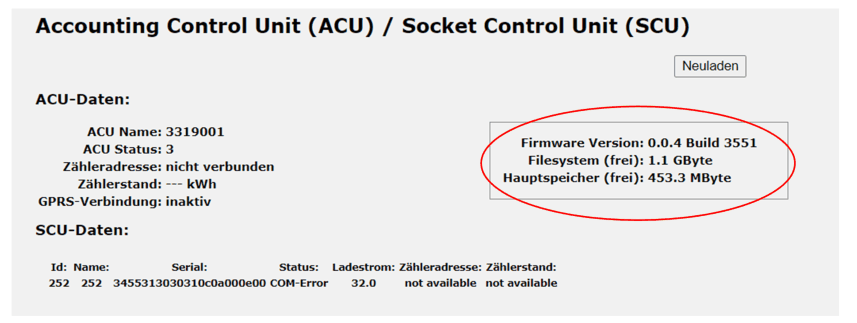 Accounting Control Unit (ACU) / Socket Control Unit (SCU)
Neuladen
ACU-Daten:
ACU Name: 3319001
ACU Status: 3
Zähleradresse: nicht verbunden
Zählerstand: --- kWh
GPRS-Verbindung: inaktiv
Firmware Version: 0.0.4 Build 3551
Filesystem (frei): 1.1 GByte
Hauptspeicher (frei): 453.3 MByte
SCU-Daten:
Id: Name: Serial: Status: Ladestrom: Zähleradresse: Zählerstand:
252 252 3455313030310c0a000e00 COM-Error 32.0 not available not available